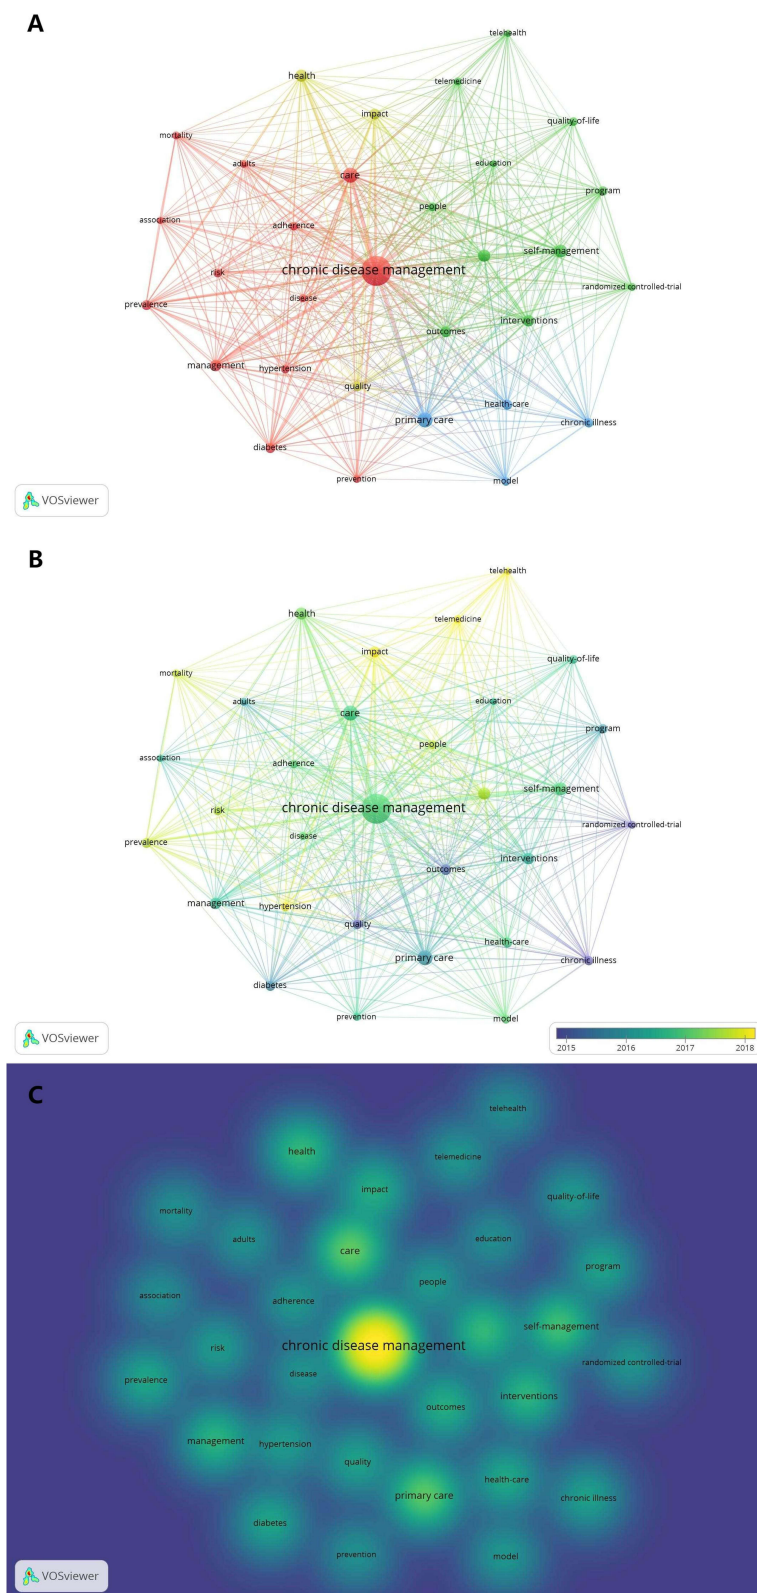 A
telehealth
health
telemedicine
impact
quality-of-life
mortality
adults
education
care
program
people
association
adherence
self-management
chronic disease management
risk
randomized controlled-trial
disease
prevalence
interventions
outcomes
management
hypertension
quality
health-care
primary care
chronic illness
diabetes
prevention
model
VOSviewer
B
telehealth
health
telemedicine
impact
quality-of-life
mortality
adults
education
care
program
people
association
adherence
self-management
chronic disease management
risk
randomized controlled-trial
disease
prevalence
interventions
outcomes
management
hypertension
quality
health-care
primary care
chronic illness
diabetes
prevention
model
VOSviewer
2015 2016 2017 2018
C
telehealth
health
telemedicine
impact
quality-of-life
mortality
adults
education
care
program
people
association
adherence
self-management
chronic disease management
risk
randomized controlled-trial
disease
prevalence
interventions
outcomes
management
hypertension
quality
health-care
primary care
chronic illness
diabetes
prevention
model
VOSviewer